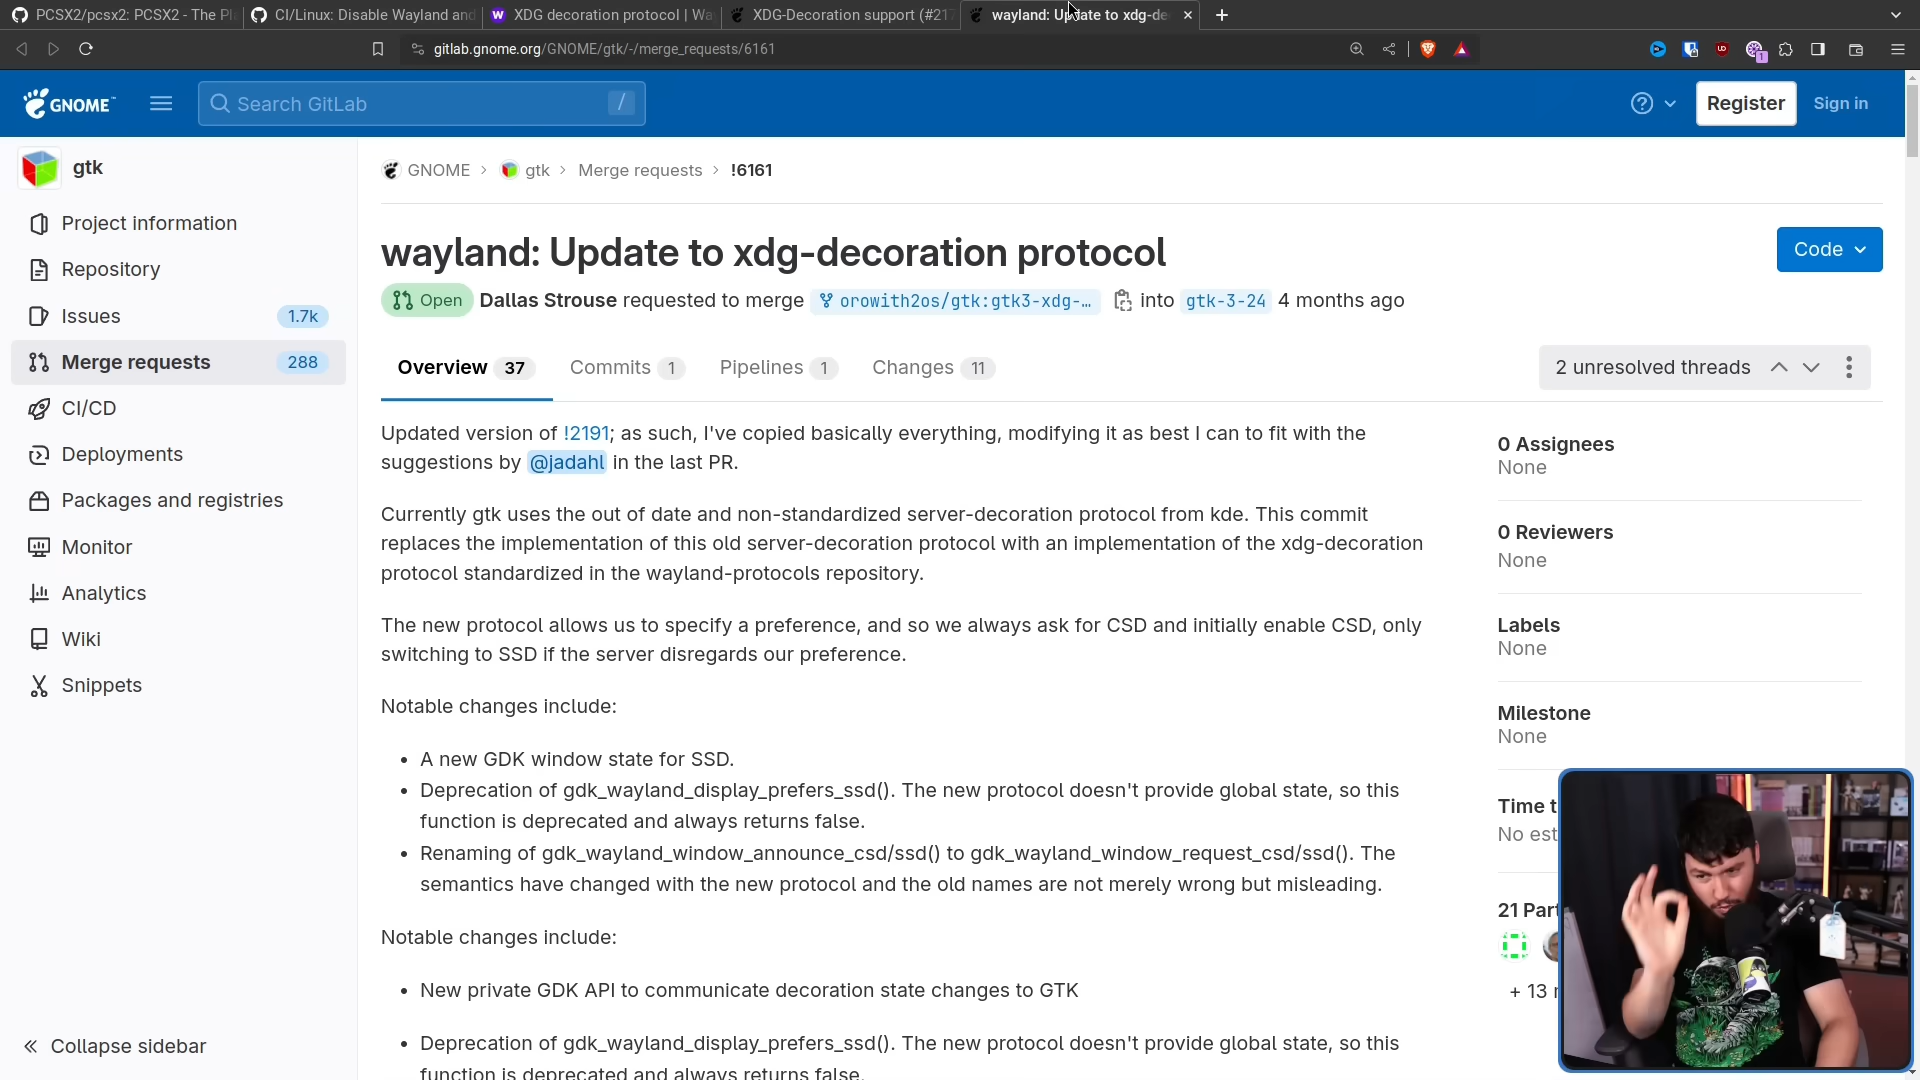 PCSX2/pcsx2: PCSX2 - The Pl
CI/Linux: Disable Wayland and
XDG decoration protocol | Wa
XDG-Decoration support (#217
wayland: Update to xdg-de
gitlab.gnome.org/GNOME/gtk/-/merge_requests/6161
1
GNOME
Search GitLab
/
Register
Sign in
gtk
Project information
Repository
Issues 1.7k
Merge requests 288
CI/CD
Deployments
Packages and registries
Monitor
Analytics
Wiki
Snippets
Collapse sidebar
GNOME > gtk > Merge requests > !6161
wayland: Update to xdg-decoration protocol
Code
Open Dallas Strouse requested to merge orowith2os/gtk:gtk3-xdg-… into gtk-3-24 4 months ago
Overview 37 Commits 1 Pipelines 1 Changes 11
2 unresolved threads
Updated version of !2191; as such, I've copied basically everything, modifying it as best I can to fit with the
suggestions by @jadahl in the last PR.
Currently gtk uses the out of date and non-standardized server-decoration protocol from kde. This commit
replaces the implementation of this old server-decoration protocol with an implementation of the xdg-decoration
protocol standardized in the wayland-protocols repository.
The new protocol allows us to specify a preference, and so we always ask for CSD and initially enable CSD, only
switching to SSD if the server disregards our preference.
Notable changes include:
• A new GDK window state for SSD.
• Deprecation of gdk_wayland_display_prefers_ssd(). The new protocol doesn't provide global state, so this
function is deprecated and always returns false.
• Renaming of gdk_wayland_window_announce_csd/ssd() to gdk_wayland_window_request_csd/ssd(). The
semantics have changed with the new protocol and the old names are not merely wrong but misleading.
Notable changes include:
• New private GDK API to communicate decoration state changes to GTK
• Deprecation of gdk_wayland_display_prefers_ssd(). The new protocol doesn't provide global state, so this
function is deprecated and always returns false.
0 Assignees
None
0 Reviewers
None
Labels
None
Milestone
None
Time t
No est
21 Part
+ 13 r